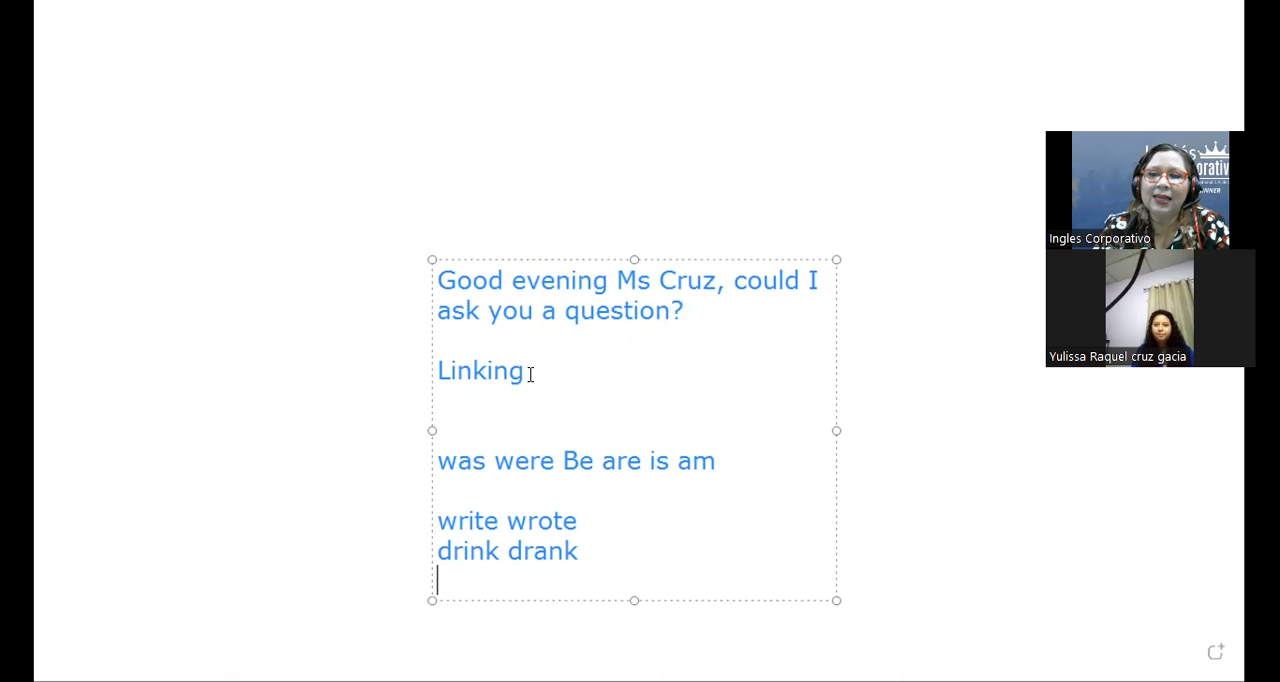 Good evening Ms Cruz, could I
ask you a question?
Linking
was were Be are is am
write wrote
drink drank
Ingles Corporativo
Yulissa Raquel cruz gacia